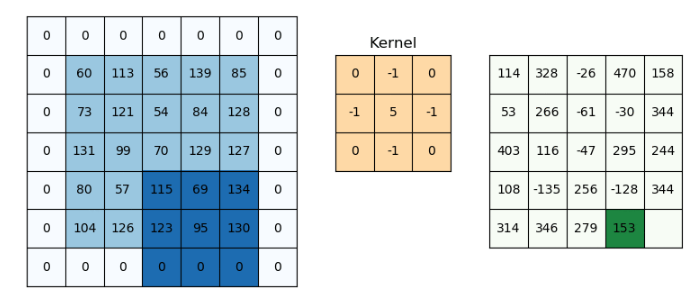 Kernel
0 0 0 0 0 0 0
0 60 113 56 139 85 0 0 -1 0 114 328 -26 470 158
0 73 121 54 84 128 0 -1 5 -1 53 266 -61 -30 344
0 131 99 70 129 127 0 0 -1 0 403 116 -47 295 244
0 80 57 115 69 134 0 108 -135 256 -128 344
0 104 126 123 95 130 0 314 346 279 153
0 0 0 0 0 0 0